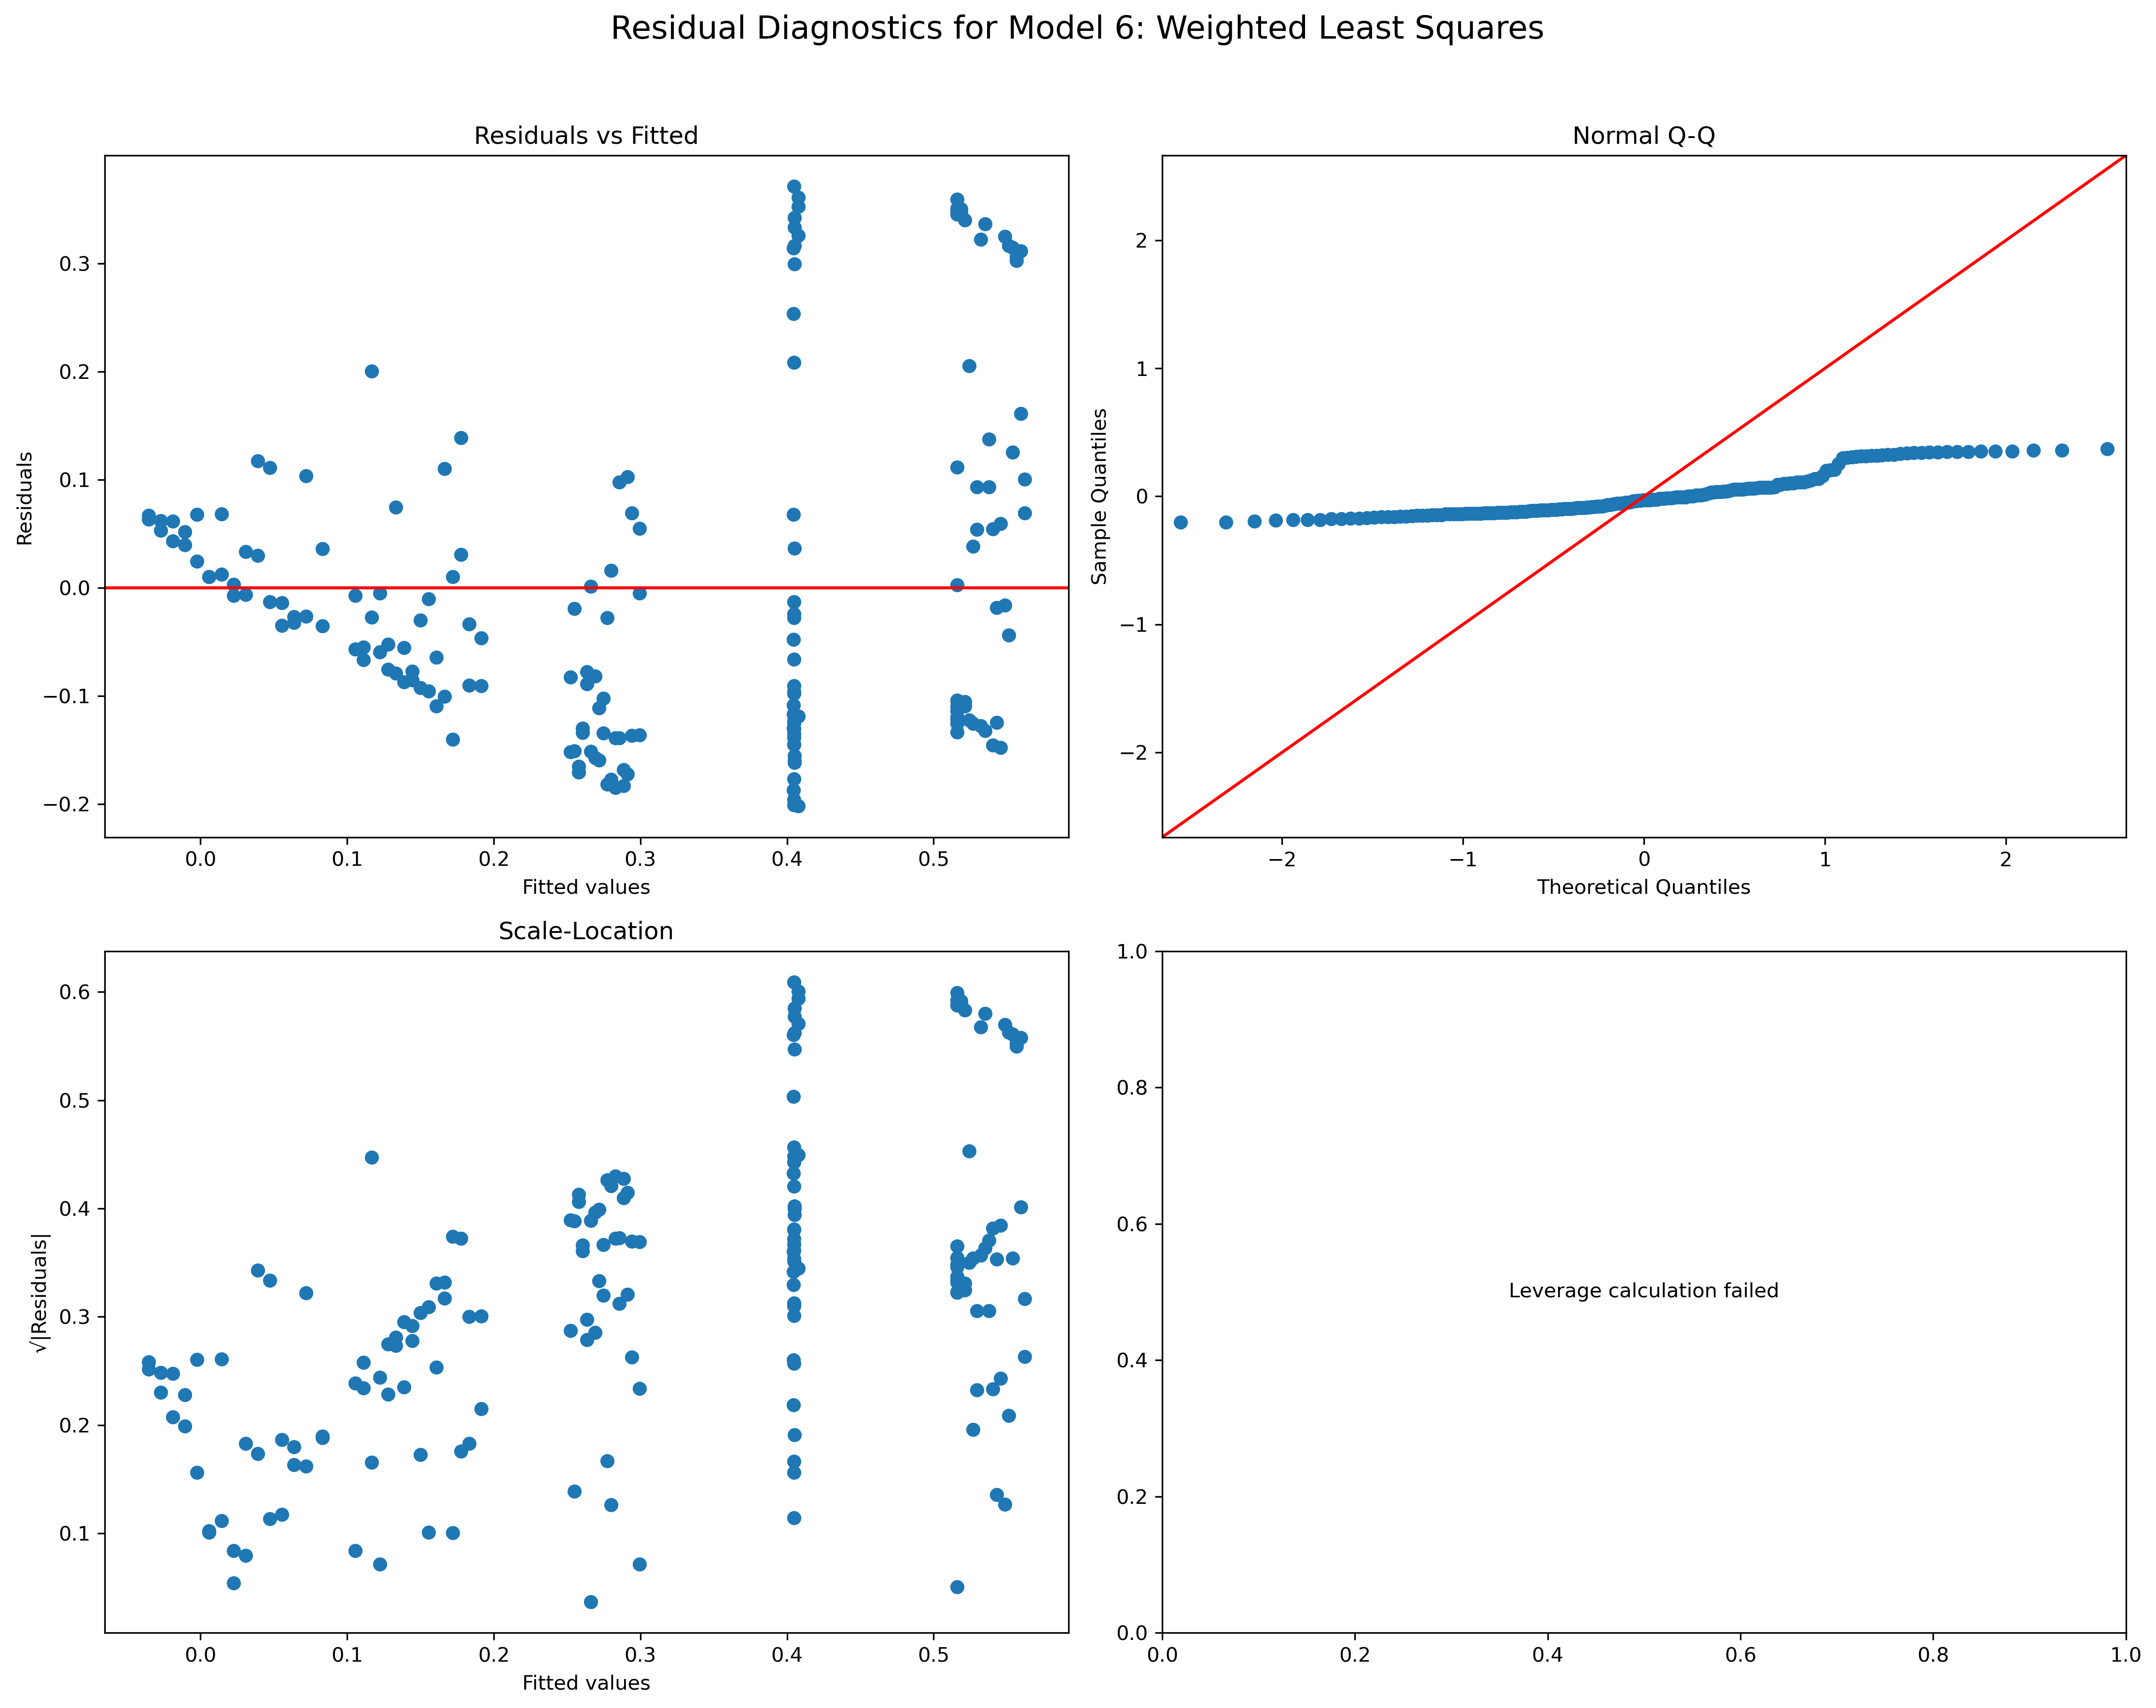 Residual Diagnostics for Model 6: Weighted Least Squares
Residuals vs Fitted
Residuals
0.3
0.2
0.1
0.0
−0.1
−0.2
0.0 0.1 0.2 0.3 0.4 0.5
Fitted values
Normal Q-Q
Sample Quantiles
2
1
0
−1
−2
−2 −1 0 1 2
Theoretical Quantiles
Scale-Location
√|Residuals|
0.6
0.5
0.4
0.3
0.2
0.1
0.0 0.1 0.2 0.3 0.4 0.5
Fitted values
1.0
0.8
0.6
0.4
0.2
0.0
Leverage calculation failed
0.0 0.2 0.4 0.6 0.8 1.0